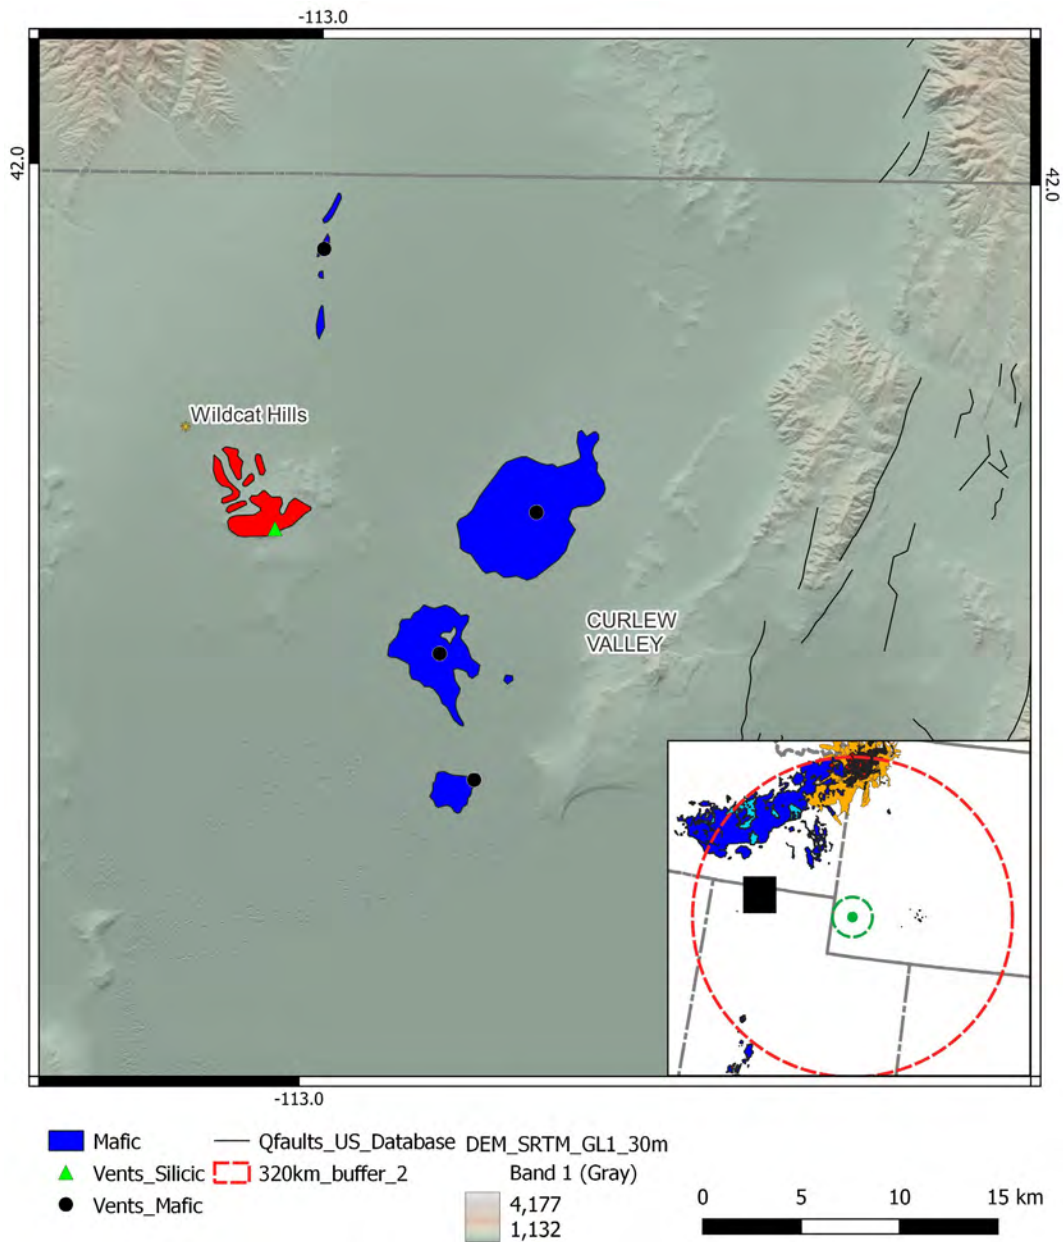 -113.0
42.0
42.0
Wildcat Hills
CURLEW
VALLEY
-113.0
Mafic
Qfaults_US_Database
DEM_SRTM_GL1_30m
Vents_Silicic
320km_buffer_2
Band 1 (Gray)
Vents_Mafic
4,177
1,132
0 5 10 15 km